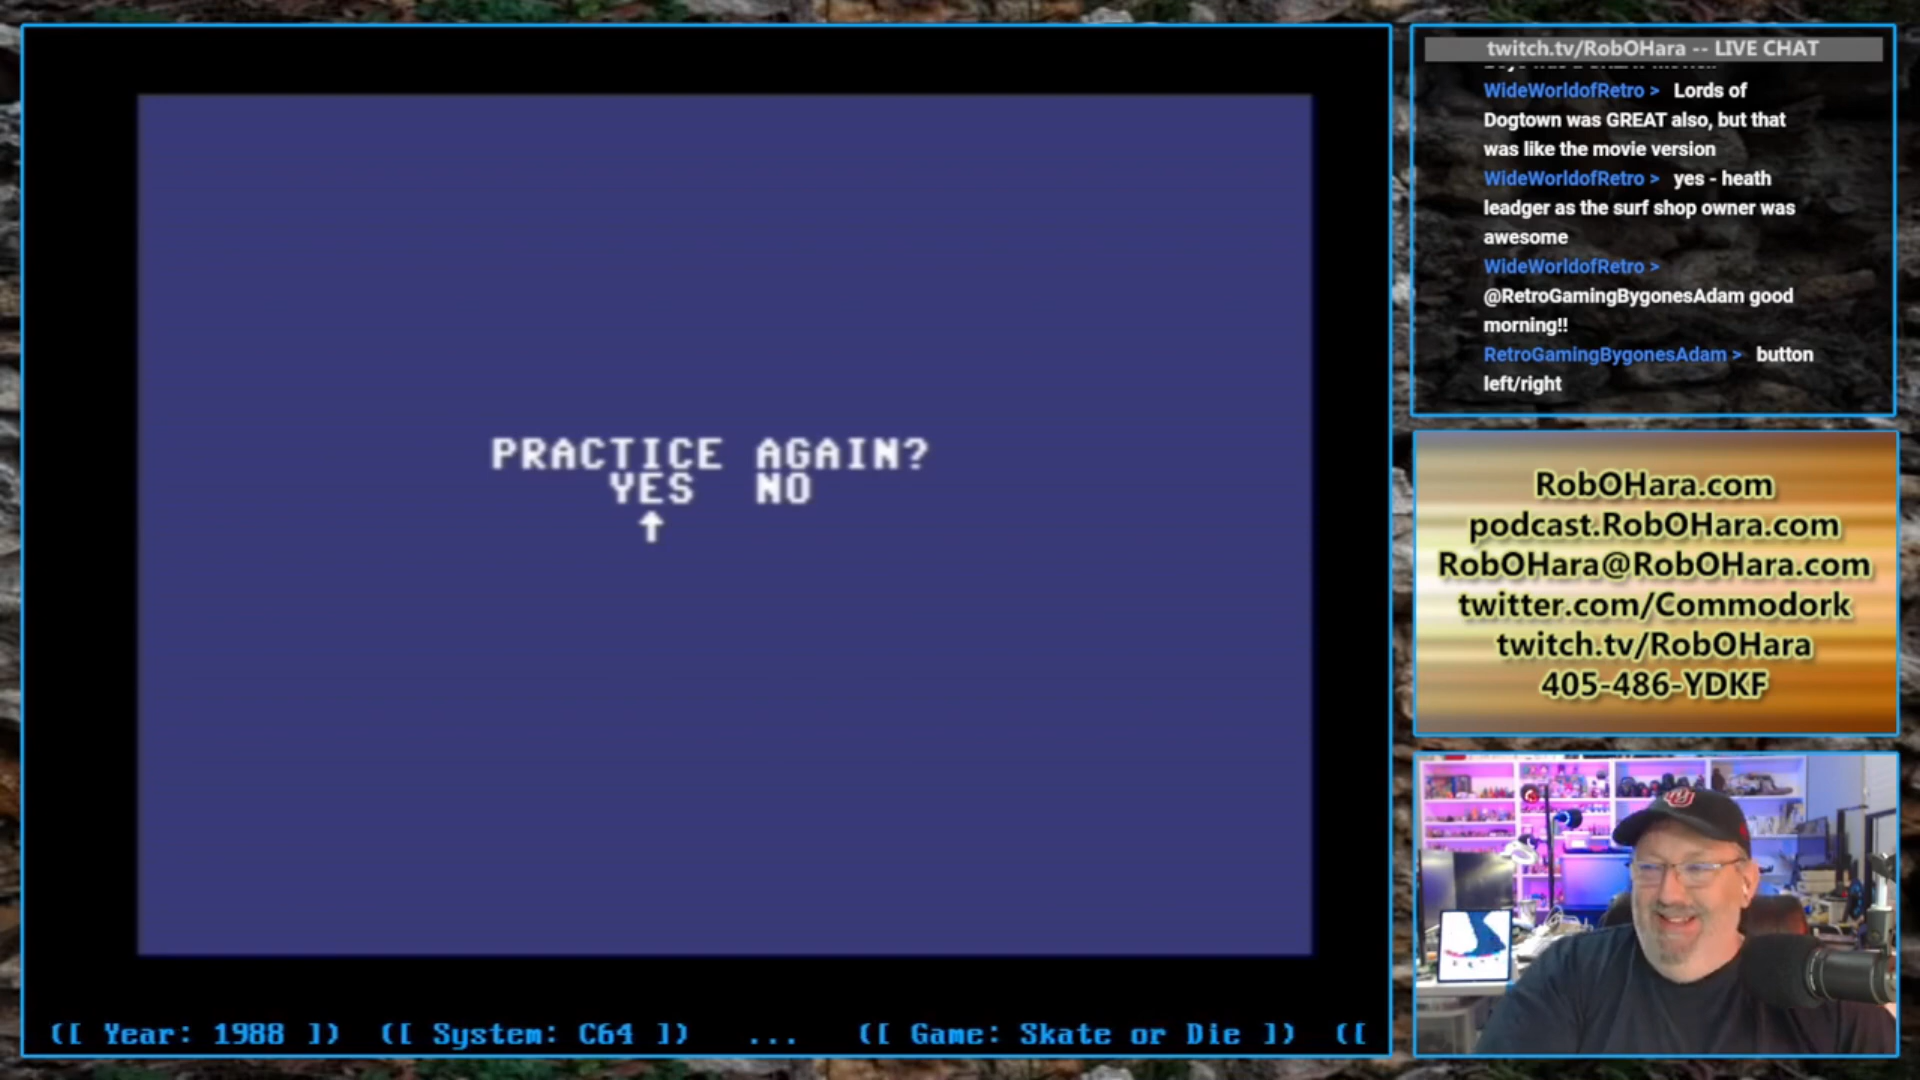 PRACTICE AGAIN?
YES NO
([ Year: 1988 ]) ([ System: C64 ]) ... ([ Game: Skate or Die ]) ([
twitch.tv/RobOHara -- LIVE CHAT
WideWorldofRetro > Lords of
Dogtown was GREAT also, but that
was like the movie version
WideWorldofRetro > yes - heath
leadger as the surf shop owner was
awesome
WideWorldofRetro >
@RetroGamingBygonesAdam good
morning!!
RetroGamingBygonesAdam > button
left/right
RobOHara.com
podcast.RobOHara.com
RobOHara@RobOHara.com
twitter.com/Commodork
twitch.tv/RobOHara
405-486-YDKF